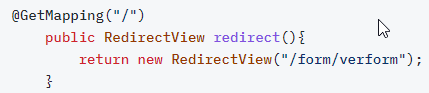 @GetMapping("/")
    public RedirectView redirect(){
        return new RedirectView("/form/verform");
    }